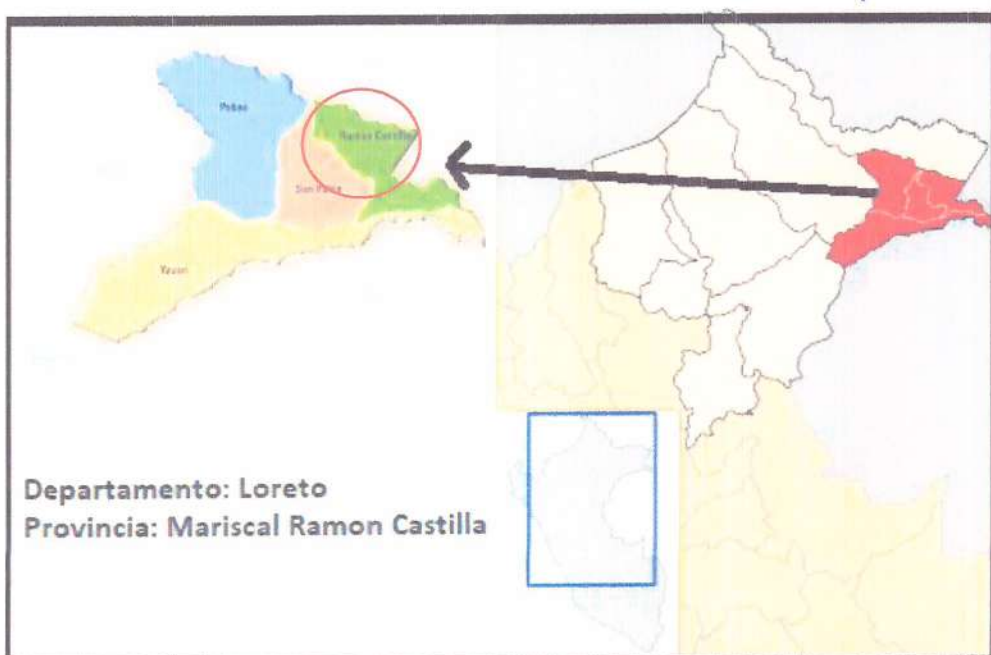 Pebas
Ramon Castilla
San Pablo
Yavari
Departamento: Loreto
Provincia: Mariscal Ramon Castilla